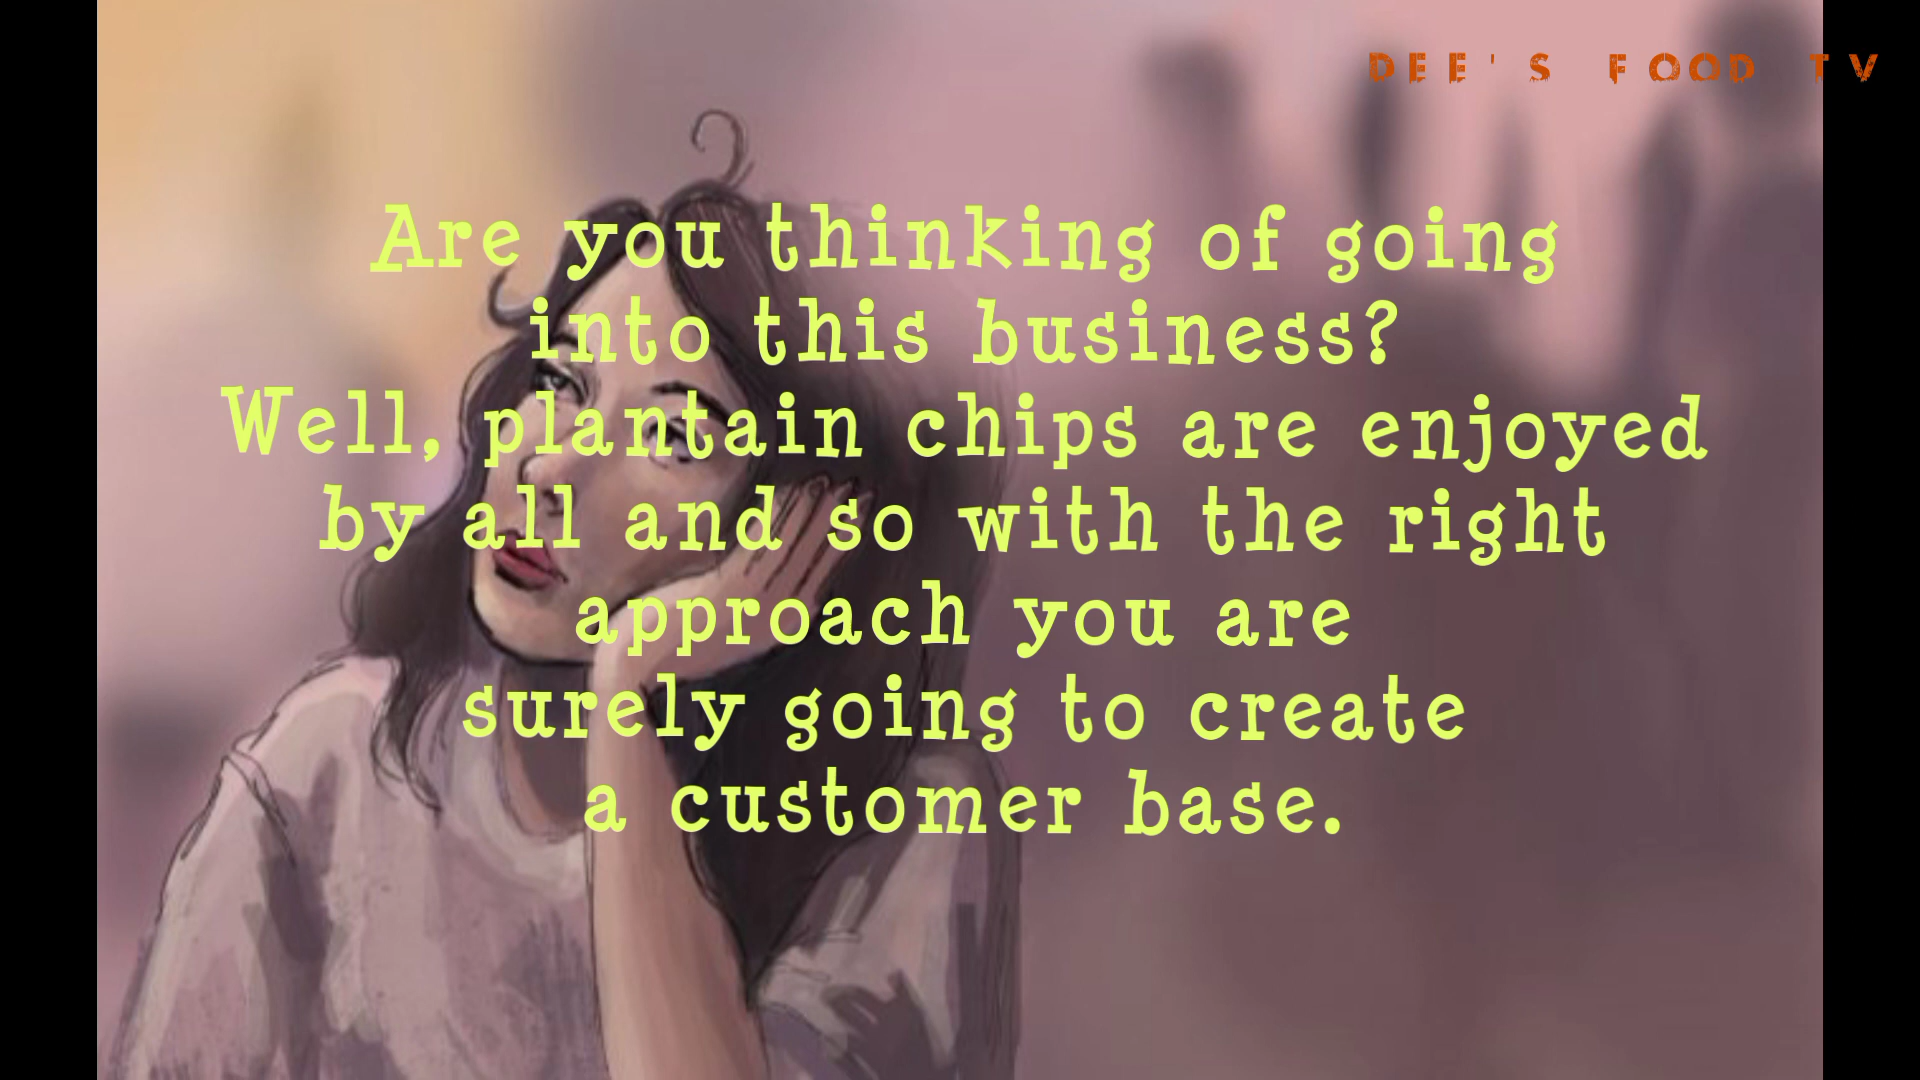 DEE'S FOOD TV
Are you thinking of going
into this business?
Well, plantain chips are enjoyed
by all and so with the right
approach you are
surely going to create
a customer base.